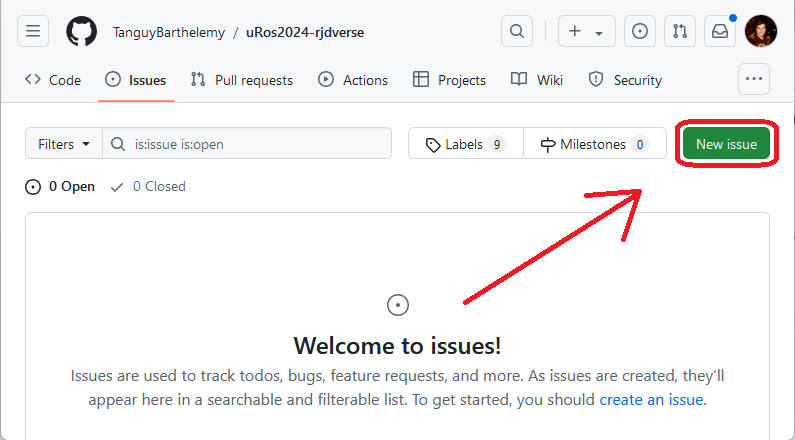 TanguyBarthelemy / uRos2024-rjdverse
Code Issues Pull requests Actions Projects Wiki Security
Filters is:issue is:open Labels 9 Milestones 0 New issue
0 Open 0 Closed
Welcome to issues!
Issues are used to track todos, bugs, feature requests, and more. As issues are created, they’ll
appear here in a searchable and filterable list. To get started, you should create an issue.